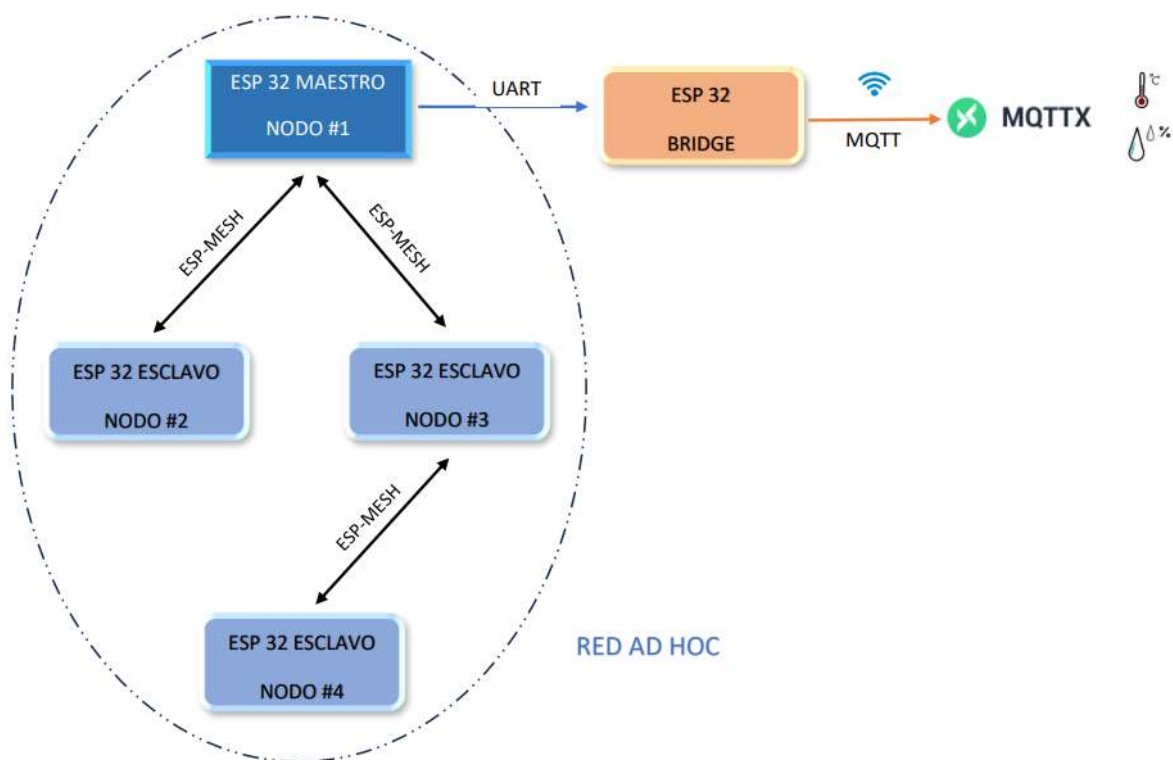 ESP 32 MAESTRO
NODO #1
UART
ESP 32
BRIDGE
MQTT
MQTTX
°C
%
ESP-MESH
ESP-MESH
ESP 32 ESCLAVO
NODO #2
ESP 32 ESCLAVO
NODO #3
ESP-MESH
ESP 32 ESCLAVO
NODO #4
RED AD HOC